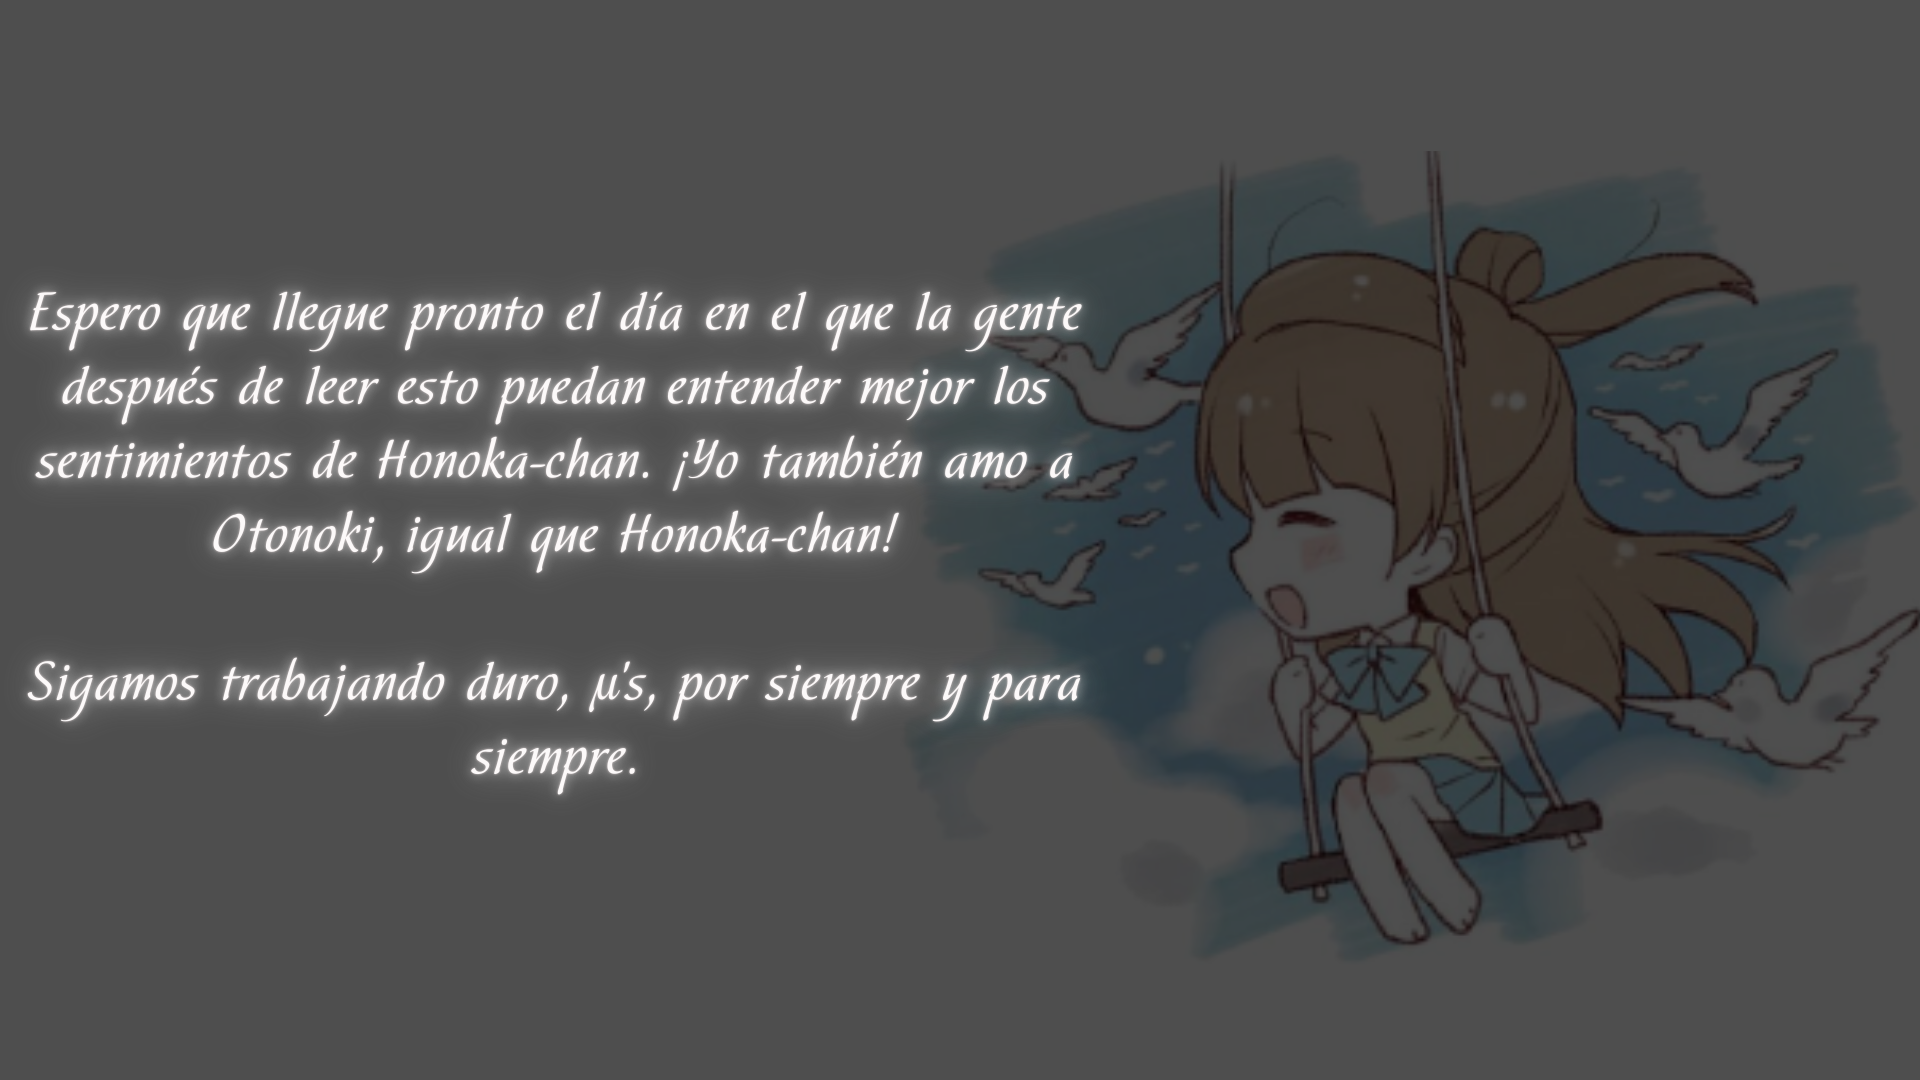 Espero que llegue pronto el día en el que la gente
después de leer esto puedan entender mejor los
sentimientos de Honoka-chan. ¡Yo también amo a
Otonoki, igual que Honoka-chan!
Sigamos trabajando duro, µ's, por siempre y para
siempre.